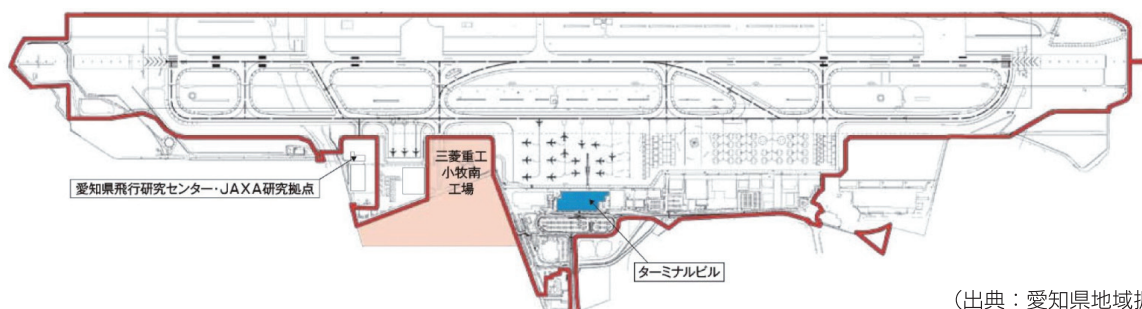 三菱重工
小牧南
工場
愛知県飛行研究センター・JAXA研究拠点
ターミナルビル
（出典：愛知県地域振